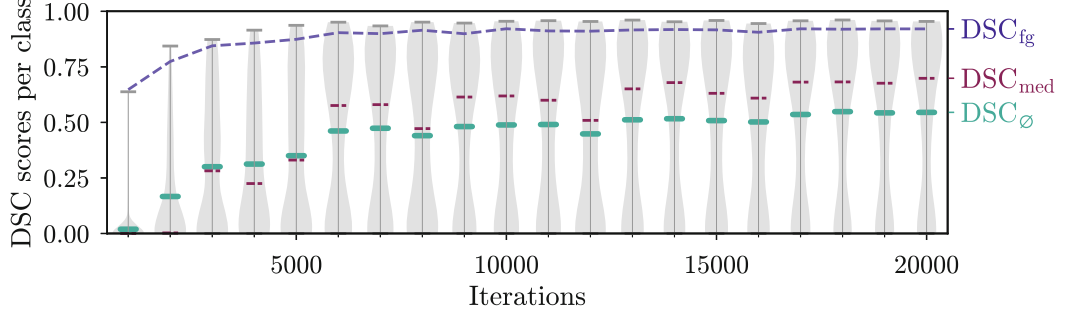 DSC scores per class
1.00
0.75
0.50
0.25
0.00
5000
10000
15000
20000
Iterations
DSC_fg
DSC_med
DSC_∅